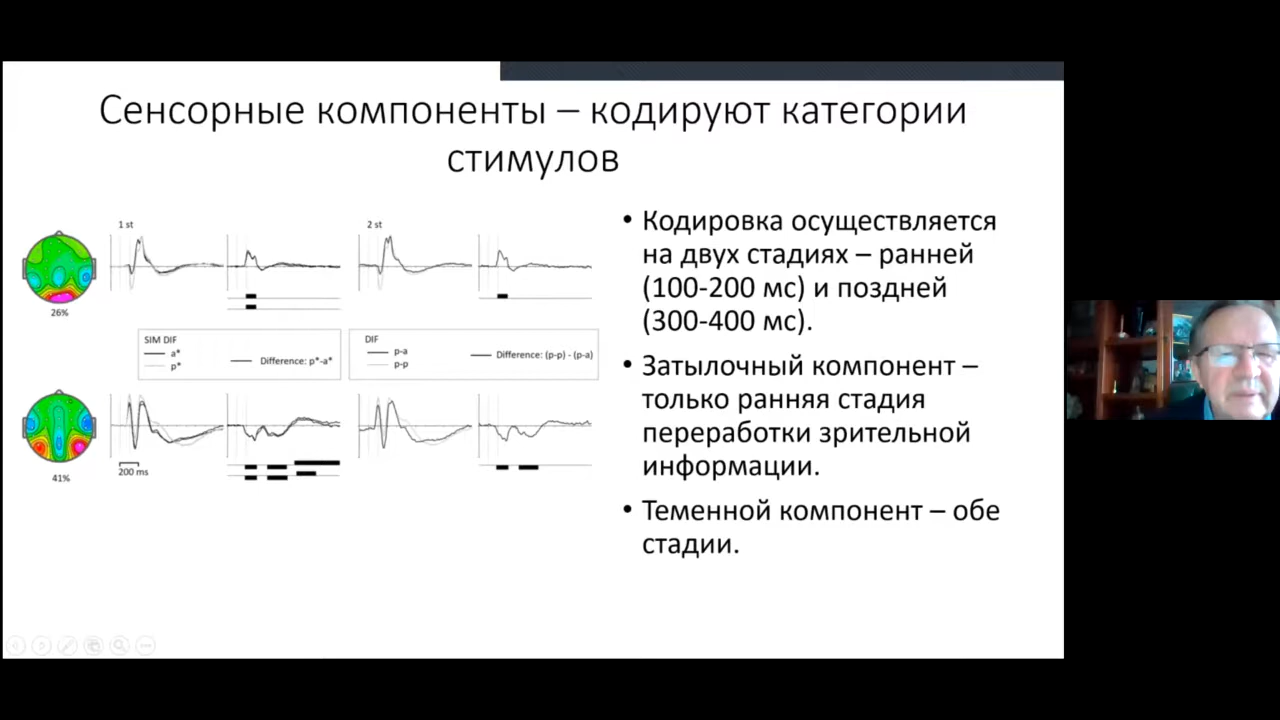 Сенсорные компоненты – кодируют категории
стимулов
1 st
2 st
26%
SIM DIF
a*
p*
Difference: p*-a*
DIF
p-a
p-p
Difference: (p-p) - (p-a)
200 ms
41%
• Кодировка осуществляется
на двух стадиях – ранней
(100-200 мс) и поздней
(300-400 мс).
• Затылочный компонент –
только ранняя стадия
переработки зрительной
информации.
• Теменной компонент – обе
стадии.